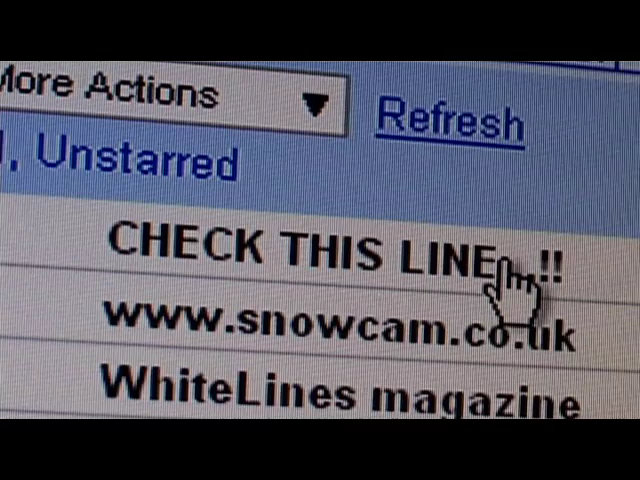 More Actions
Refresh
, Unstarred
CHECK THIS LINE !!
www.snowcam.co.uk
WhiteLines magazine